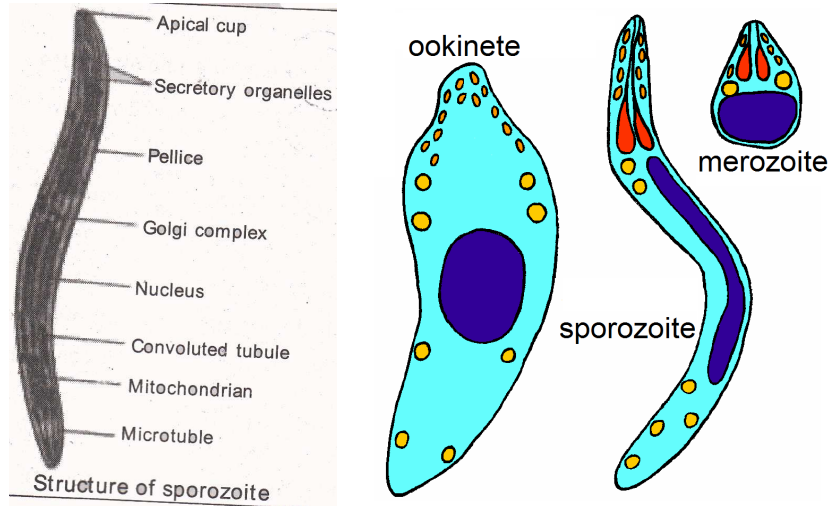 Apical cup
Secretory organelles
Pellice
Golgi complex
Nucleus
Convoluted tubule
Mitochondrian
Microtuble
Structure of sporozoite
ookinete
merozoite
sporozoite